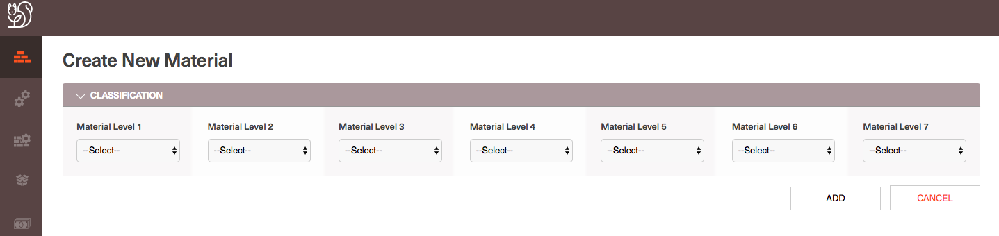 Create New Material
CLASSIFICATION
Material Level 1 Material Level 2 Material Level 3 Material Level 4 Material Level 5 Material Level 6 Material Level 7
--Select-- --Select-- --Select-- --Select-- --Select-- --Select-- --Select--
ADD CANCEL